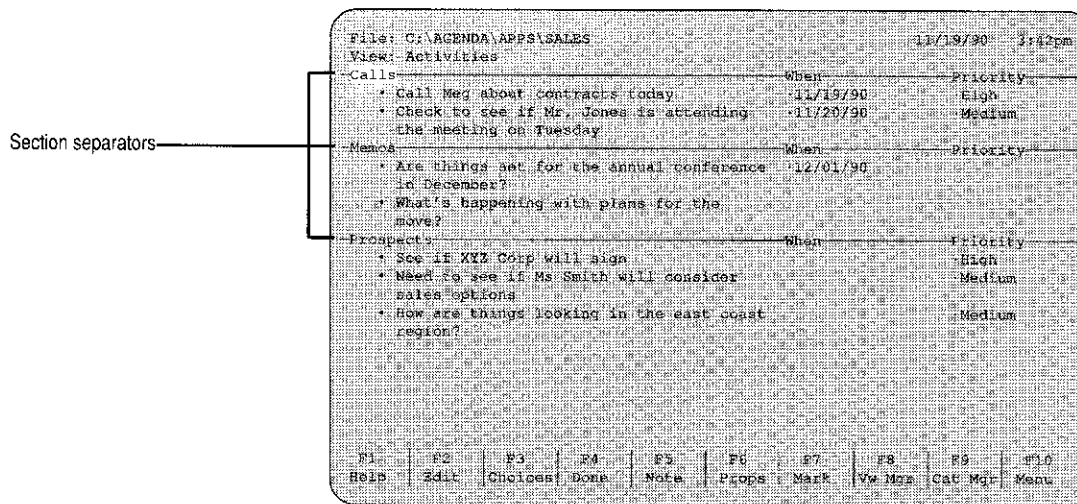 File: C:\AGENDA\APPS\SALES 11/19/90 3:42pm
View: Activities
Calls When Priority
• Call Meg about contracts today ·11/19/90 ·High
• Check to see if Mr. Jones is attending ·11/20/90 ·Medium
the meeting on Tuesday
Section separators
Memos When Priority
• Are things set for the annual conference ·12/01/90
in December?
• What's happening with plans for the
move?
Prospects When Priority
• See if XYZ Corp will sign ·High
• Need to see if Ms Smith will consider ·Medium
sales options
• How are things looking in the east coast ·Medium
region?
F1 F2 F3 F4 F5 F6 F7 F8 F9 F10
Help Edit Choices Done Note Props Mark Vw Mgr Cat Mgr Menu